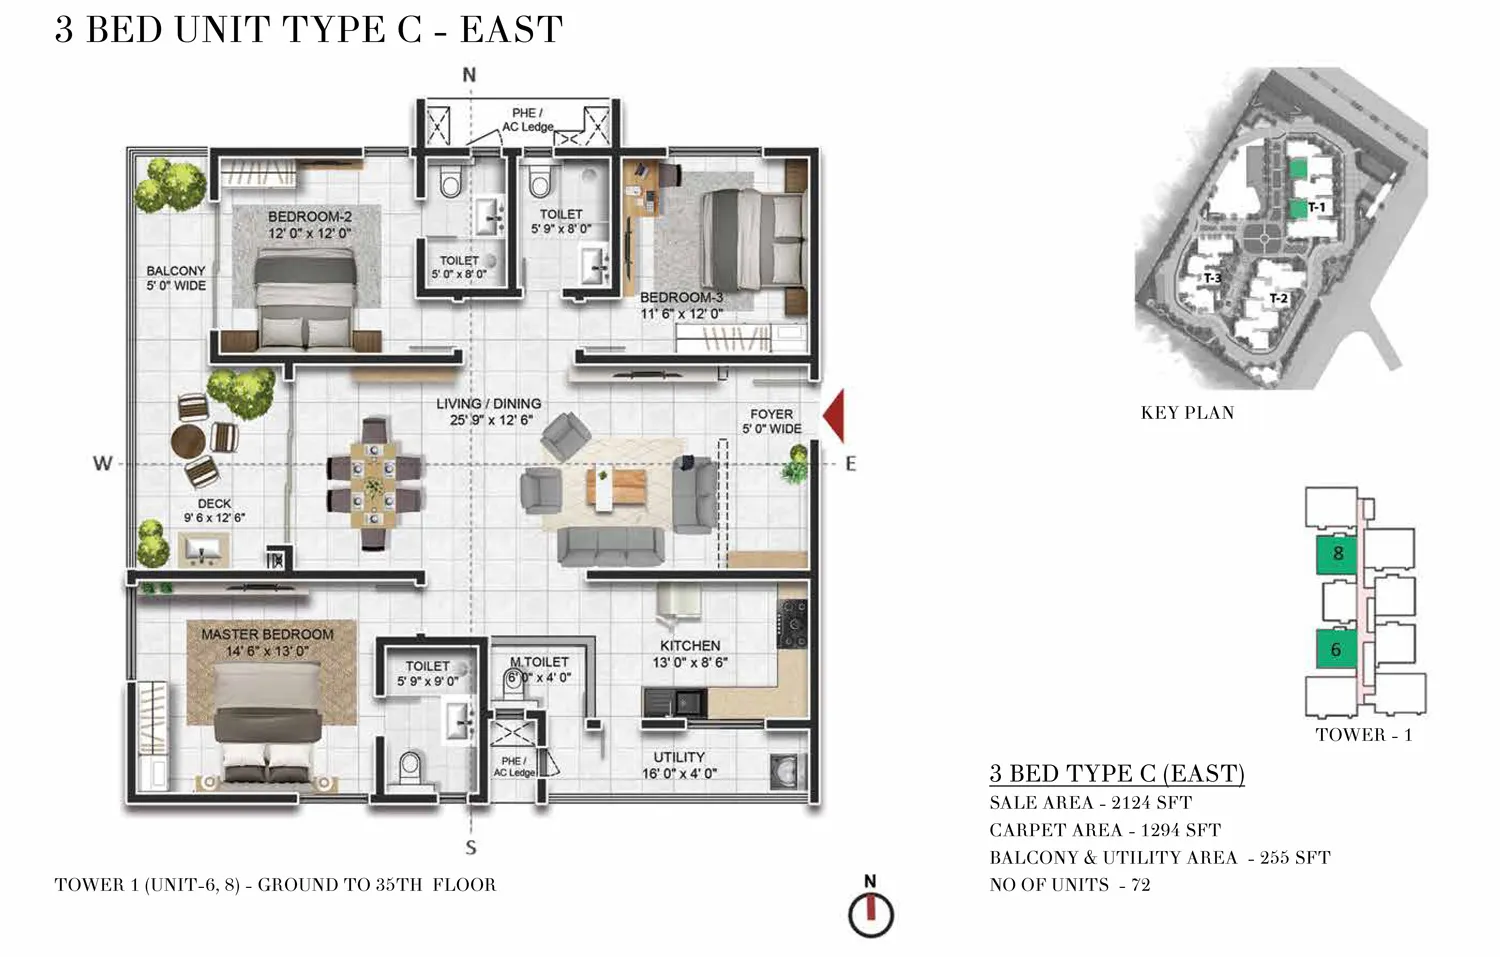 3 BED UNIT TYPE C - EAST
N
PHE /
AC Ledge
BEDROOM-2
12' 0" x 12' 0"
TOILET
5' 9" x 8' 0"
TOILET
5' 0" x 8' 0"
BALCONY
5' 0" WIDE
BEDROOM-3
11' 6" x 12' 0"
LIVING / DINING
25' 9" x 12' 6"
FOYER
5' 0" WIDE
W
E
DECK
9' 6 x 12' 6"
MASTER BEDROOM
14' 6" x 13' 0"
TOILET
5' 9" x 9' 0"
M.TOILET
6' 0" x 4' 0"
KITCHEN
13' 0" x 8' 6"
PHE /
AC Ledge
UTILITY
16' 0" x 4' 0"
S
TOWER 1 (UNIT-6, 8) - GROUND TO 35TH FLOOR
N
T-1
T-3
T-2
KEY PLAN
8
6
TOWER - 1
3 BED TYPE C (EAST)
SALE AREA - 2124 SFT
CARPET AREA - 1294 SFT
BALCONY & UTILITY AREA - 255 SFT
NO OF UNITS - 72